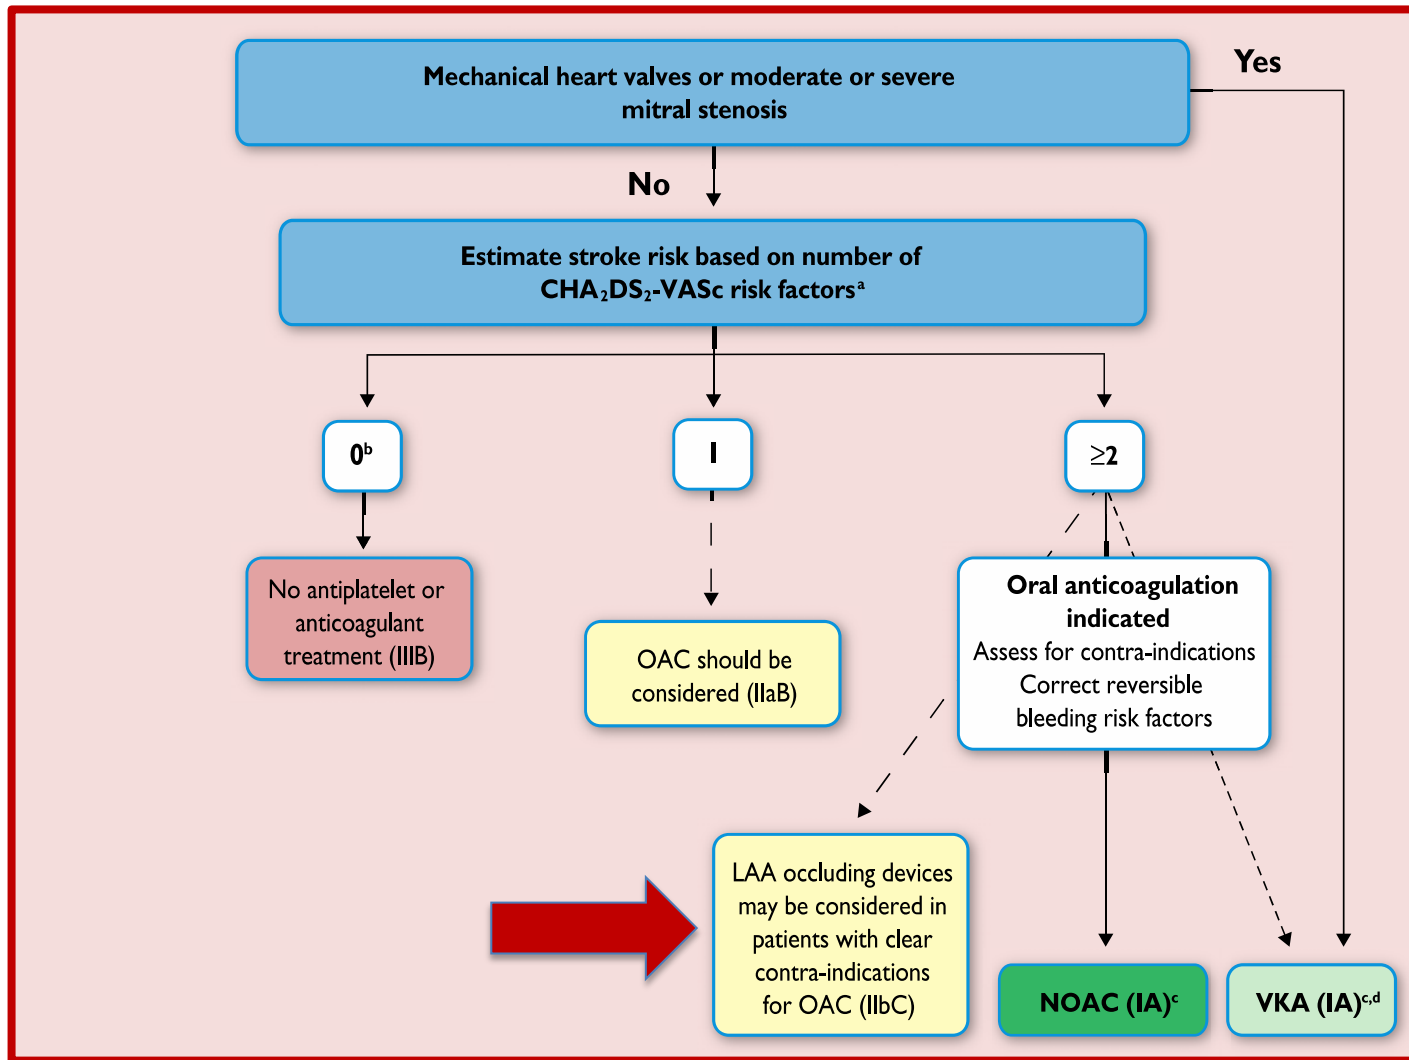 Mechanical heart valves or moderate or severe
mitral stenosis
Yes
No
Estimate stroke risk based on number of
CHA₂DS₂-VASc risk factorsᵃ
0ᵇ
I
≥2
No antiplatelet or
anticoagulant
treatment (IIIB)
OAC should be
considered (IIaB)
Oral anticoagulation
indicated
Assess for contra-indications
Correct reversible
bleeding risk factors
LAA occluding devices
may be considered in
patients with clear
contra-indications
for OAC (IIbC)
NOAC (IA)ᶜ
VKA (IA)ᶜ,ᵈ